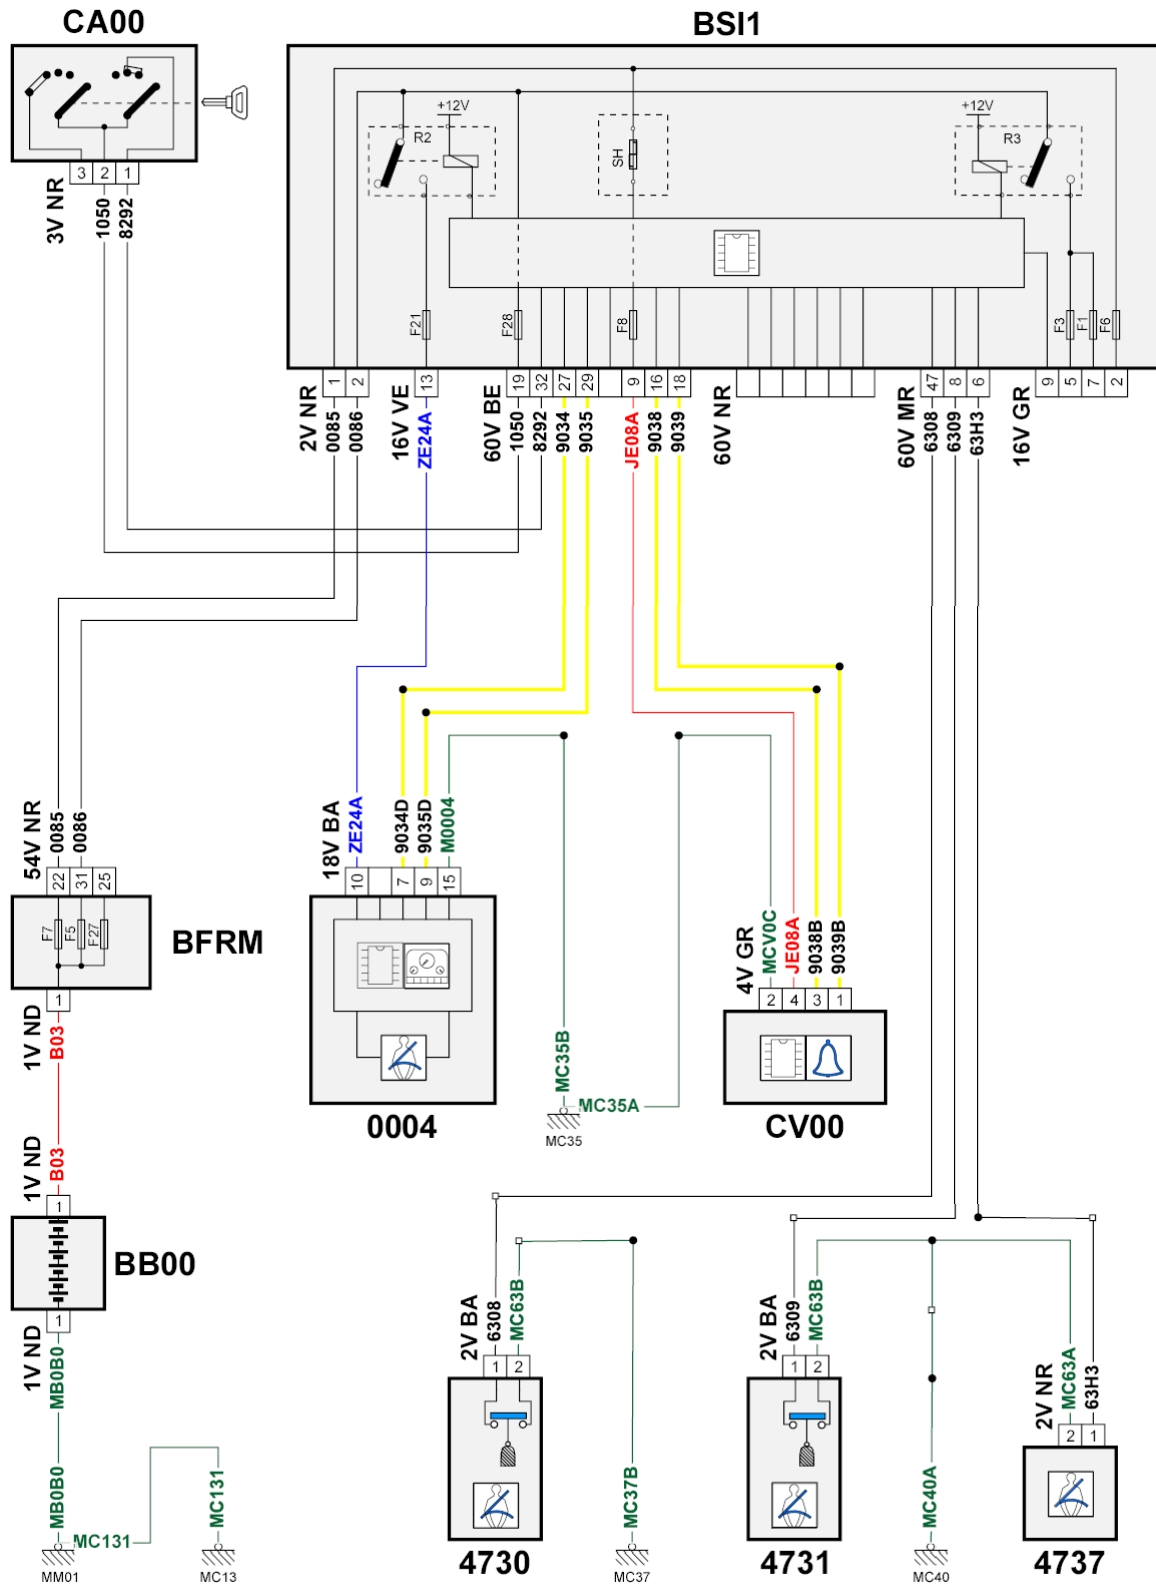 CA00
BSI1
+12V
+12V
R2
R3
SH
3 2 1
3V NR
1050
8292
F21
F28
F8
F3
F1
F6
1 2
13
19 32 27 29 9 16 18
47 8 6
9 5 7 2
2V NR
0085
0086
16V VE
ZE24A
60V BE
1050
8292
9034
9035
JE08A
9038
9039
60V NR
60V MR
6308
6309
63H3
16V GR
54V NR
0085
0086
22 31 25
F7
F5
F27
BFRM
1
1V ND
B03
1V ND
B03
1
BB00
1
1V ND
MB0B0
MB0B0
MC131
MC131
MM01
MC13
18V BA
ZE24A
9034D
9035D
M0004
10 7 9 15
0004
MC35B
MC35A
MC35
4V GR
MCV0C
JE08A
9038B
9039B
2 4 3 1
CV00
2V BA
6308
MC63B
1 2
4730
MC37B
MC37
2V BA
6309
MC63B
1 2
4731
MC40A
MC40
2V NR
MC63A
63H3
2 1
4737